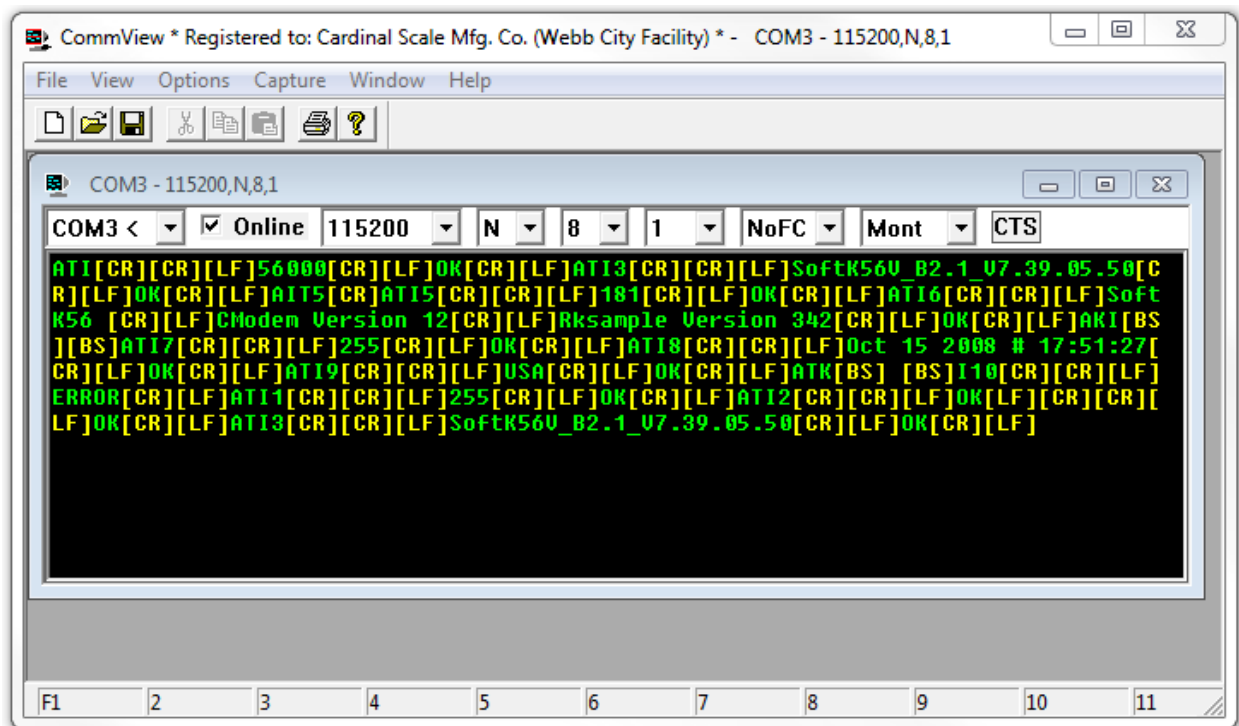 CommView * Registered to: Cardinal Scale Mfg. Co. (Webb City Facility) * - COM3 - 115200,N,8,1
File View Options Capture Window Help
COM3 - 115200,N,8,1
COM3 < Online 115200 N 8 1 NoFC Mont CTS
ATI[CR][CR][LF]56000[CR][LF]OK[CR][LF]ATI3[CR][CR][LF]SoftK56V_B2.1_V7.39.05.50[C
R][LF]OK[CR][LF]AIT5[CR]ATI5[CR][CR][LF]181[CR][LF]OK[CR][LF]ATI6[CR][CR][LF]Soft
K56 [CR][LF]CModem Version 12[CR][LF]Rksample Version 342[CR][LF]OK[CR][LF]AKI[BS
][BS]ATI7[CR][CR][LF]255[CR][LF]OK[CR][LF]ATI8[CR][CR][LF]Oct 15 2008 # 17:51:27[
CR][LF]OK[CR][LF]ATI9[CR][CR][LF]USA[CR][LF]OK[CR][LF]ATK[BS] [BS]I10[CR][CR][LF]
ERROR[CR][LF]ATI1[CR][CR][LF]255[CR][LF]OK[CR][LF]ATI2[CR][CR][LF]OK[LF][CR][CR][
LF]OK[CR][LF]ATI3[CR][CR][LF]SoftK56V_B2.1_V7.39.05.50[CR][LF]OK[CR][LF]
F1 2 3 4 5 6 7 8 9 10 11